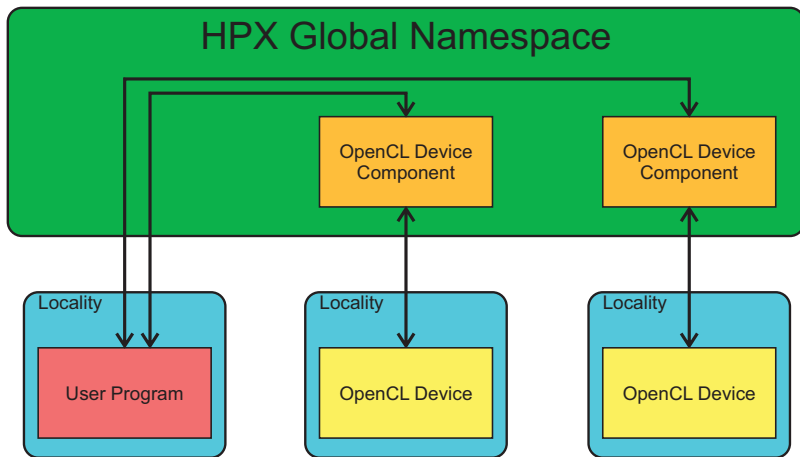 HPX Global Namespace
OpenCL Device
Component
OpenCL Device
Component
Locality
Locality
Locality
User Program
OpenCL Device
OpenCL Device